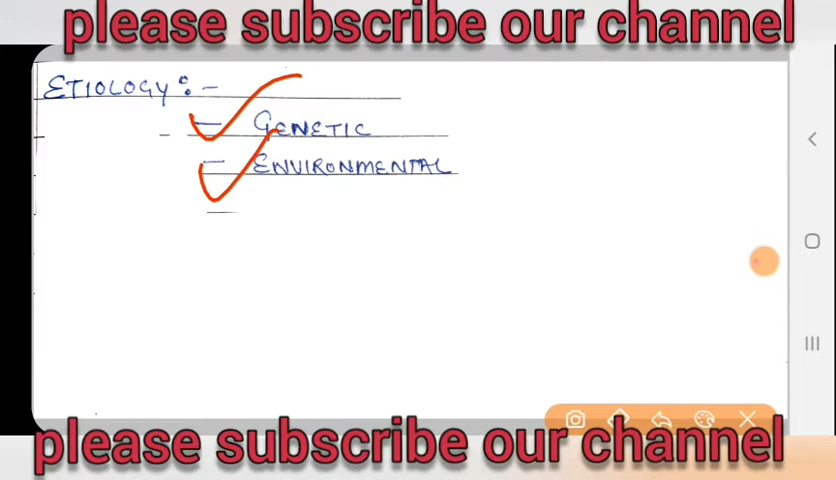 please subscribe our channel
ETIOLOGY:-
- GENETIC
- ENVIRONMENTAL
please subscribe our channel